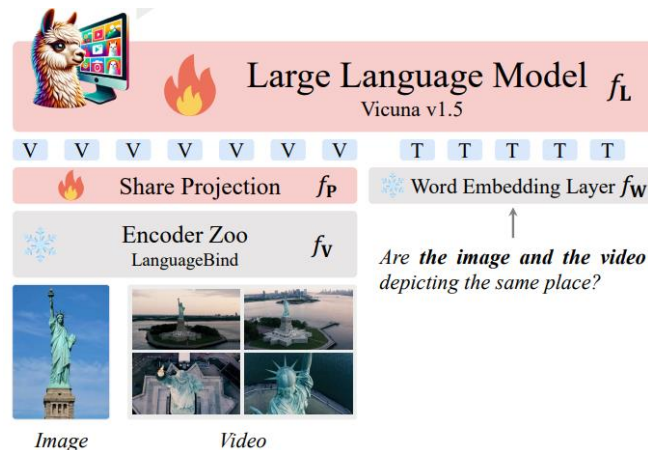 Large Language Model f_L
Vicuna v1.5
V V V V V V V T T T T T
Share Projection f_P
Word Embedding Layer f_W
Encoder Zoo f_V
LanguageBind
Are the image and the video
depicting the same place?
Image
Video